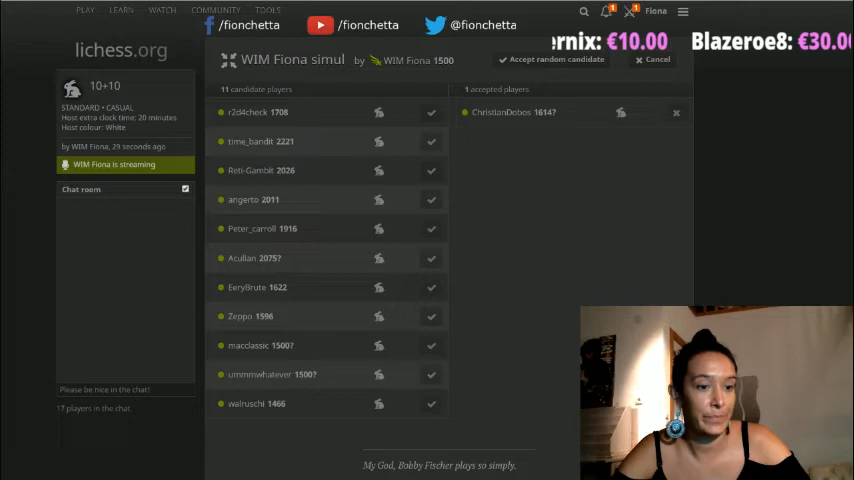 PLAY LEARN WATCH COMMUNITY TOOLS
1 1 Fiona
/fionchetta /fionchetta @fionchetta
lichess.org
ernix: €10.00 Blazeroe8: €30.00
10+10
STANDARD • CASUAL
Host extra clock time: 20 minutes
Host colour: White
by WIM Fiona, 29 seconds ago
WIM Fiona is streaming
Chat room
Please be nice in the chat!
17 players in the chat.
WIM Fiona simul by WIM Fiona 1500
Accept random candidate Cancel
11 candidate players
r2d4check 1708
time_bandit 2221
Reti-Gambit 2026
angerto 2011
Peter_carroll 1916
Acullan 2075?
EeryBrute 1622
Zeppo 1596
macclassic 1500?
ummmwhatever 1500?
walruschi 1466
1 accepted players
ChristianDobos 1614?
My God, Bobby Fischer plays so simply.